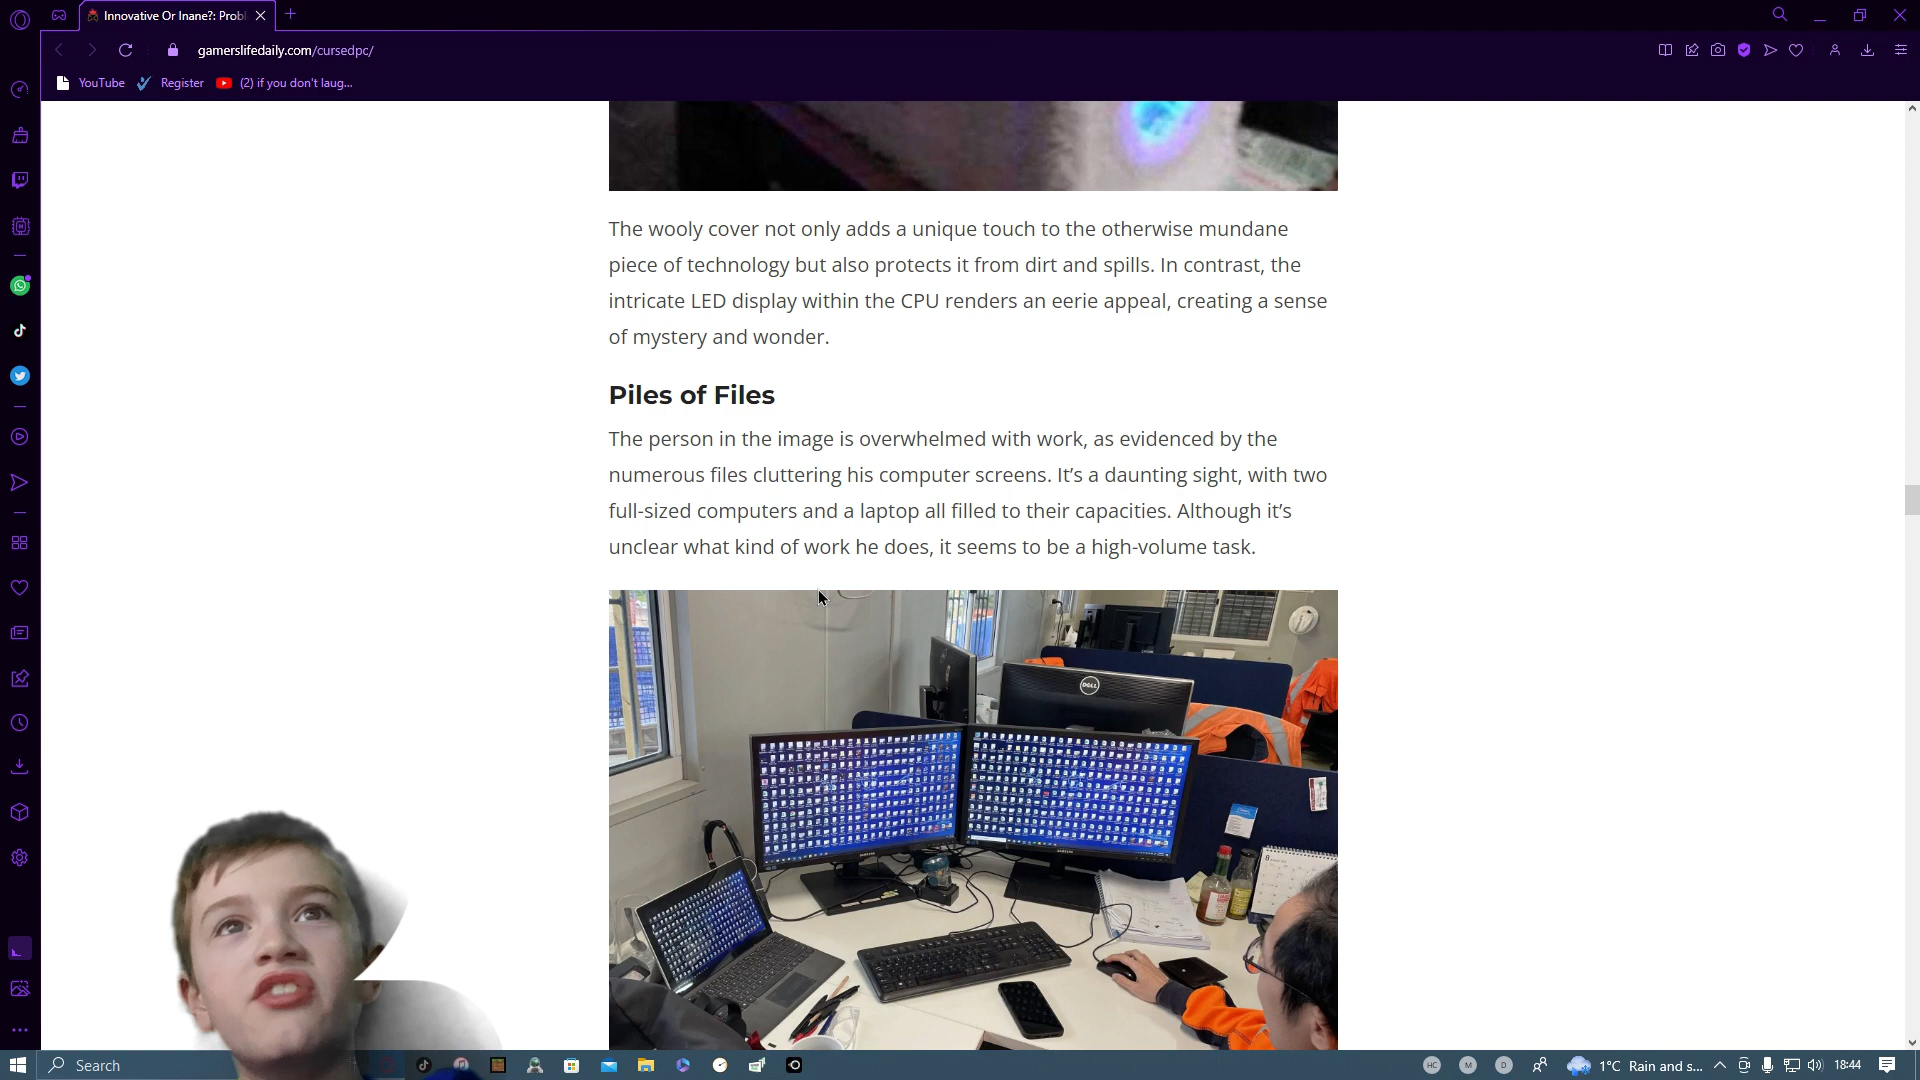 Innovative Or Inane?: Probl
gamerslifedaily.com/cursedpc/
YouTube
Register
(2) if you don't laug...
The wooly cover not only adds a unique touch to the otherwise mundane
piece of technology but also protects it from dirt and spills. In contrast, the
intricate LED display within the CPU renders an eerie appeal, creating a sense
of mystery and wonder.
Piles of Files
The person in the image is overwhelmed with work, as evidenced by the
numerous files cluttering his computer screens. It’s a daunting sight, with two
full-sized computers and a laptop all filled to their capacities. Although it’s
unclear what kind of work he does, it seems to be a high-volume task.
DELL
SAMSUNG
SAMSUNG
8
Search
HC
M
D
1°C Rain and s...
18:44